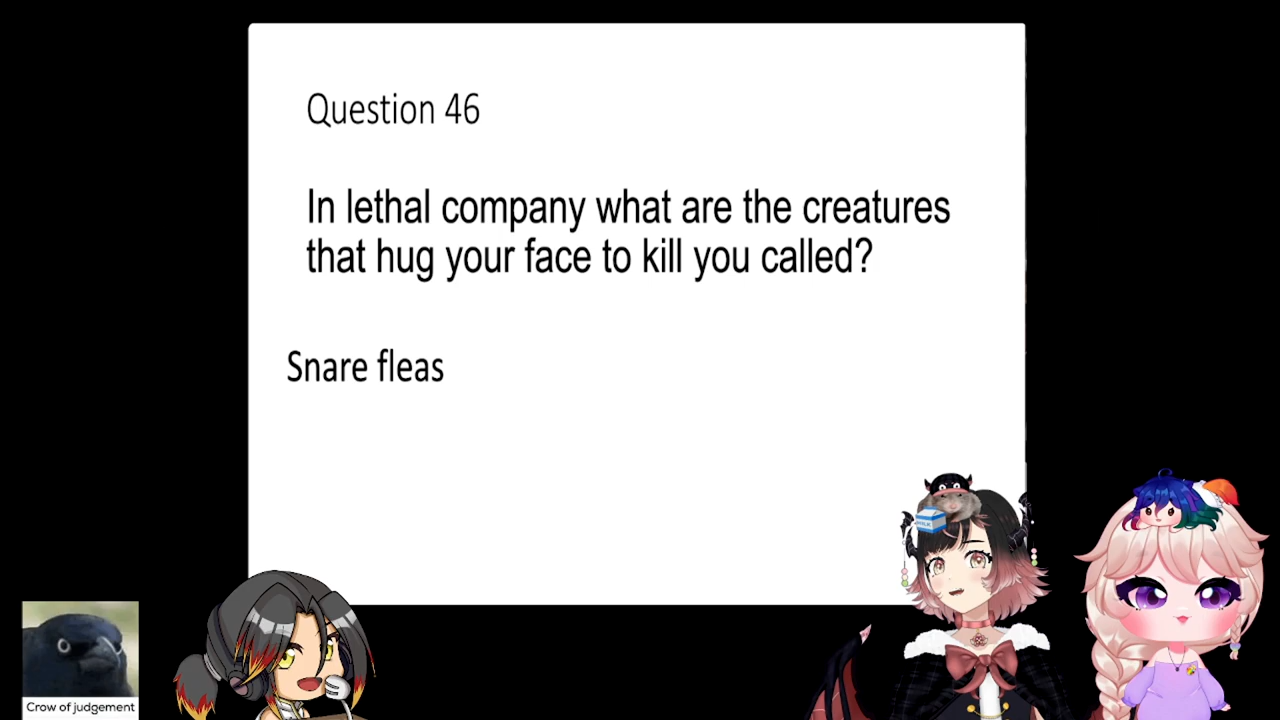 Question 46
In lethal company what are the creatures
that hug your face to kill you called?
Snare fleas
MILK
Crow of judgement